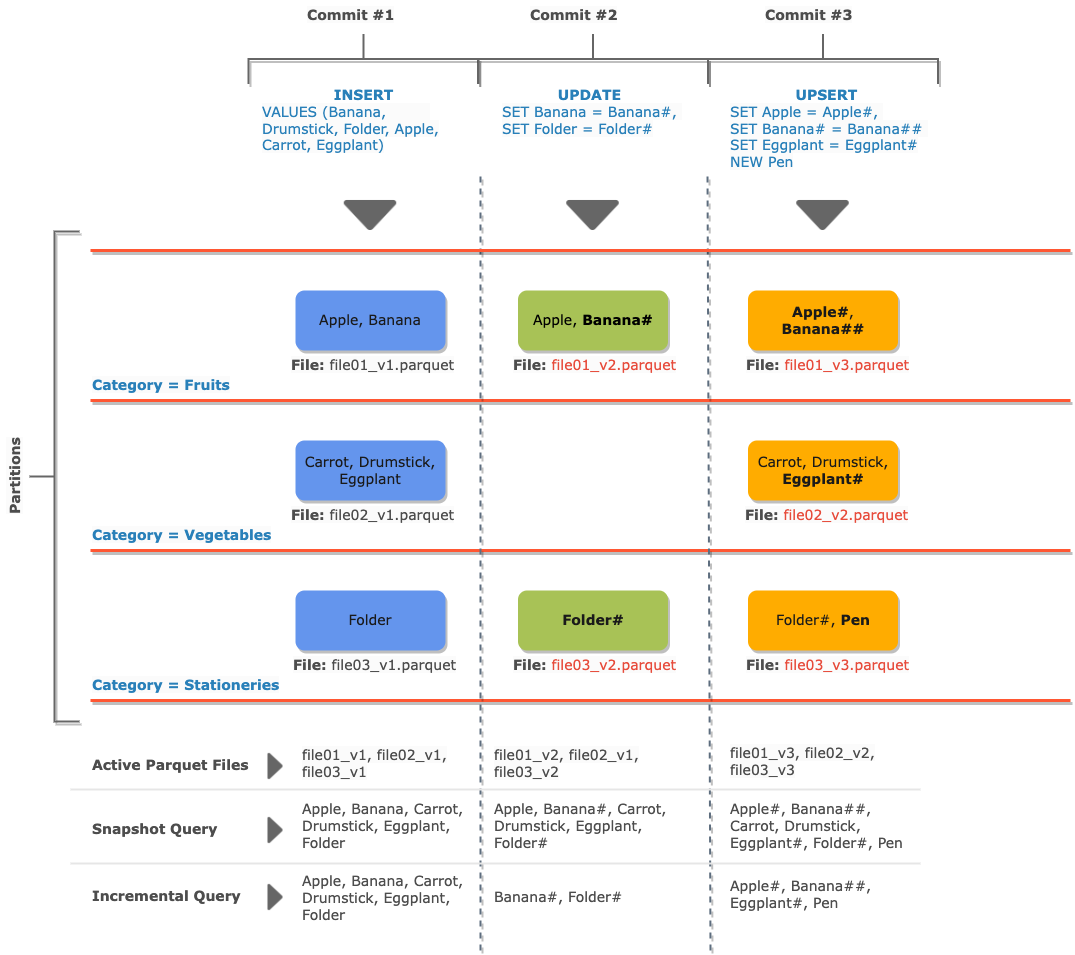 Commit #1
Commit #2
Commit #3
INSERT
VALUES (Banana,
Drumstick, Folder, Apple,
Carrot, Eggplant)
UPDATE
SET Banana = Banana#,
SET Folder = Folder#
UPSERT
SET Apple = Apple#,
SET Banana# = Banana##
SET Eggplant = Eggplant#
NEW Pen
Partitions
Apple, Banana
File: file01_v1.parquet
Apple, Banana#
File: file01_v2.parquet
Apple#,
Banana##
File: file01_v3.parquet
Category = Fruits
Carrot, Drumstick,
Eggplant
File: file02_v1.parquet
Carrot, Drumstick,
Eggplant#
File: file02_v2.parquet
Category = Vegetables
Folder
File: file03_v1.parquet
Folder#
File: file03_v2.parquet
Folder#, Pen
File: file03_v3.parquet
Category = Stationeries
Active Parquet Files
file01_v1, file02_v1,
file03_v1
file01_v2, file02_v1,
file03_v2
file01_v3, file02_v2,
file03_v3
Snapshot Query
Apple, Banana, Carrot,
Drumstick, Eggplant,
Folder
Apple, Banana#, Carrot,
Drumstick, Eggplant,
Folder#
Apple#, Banana##,
Carrot, Drumstick,
Eggplant#, Folder#, Pen
Incremental Query
Apple, Banana, Carrot,
Drumstick, Eggplant,
Folder
Banana#, Folder#
Apple#, Banana##,
Eggplant#, Pen